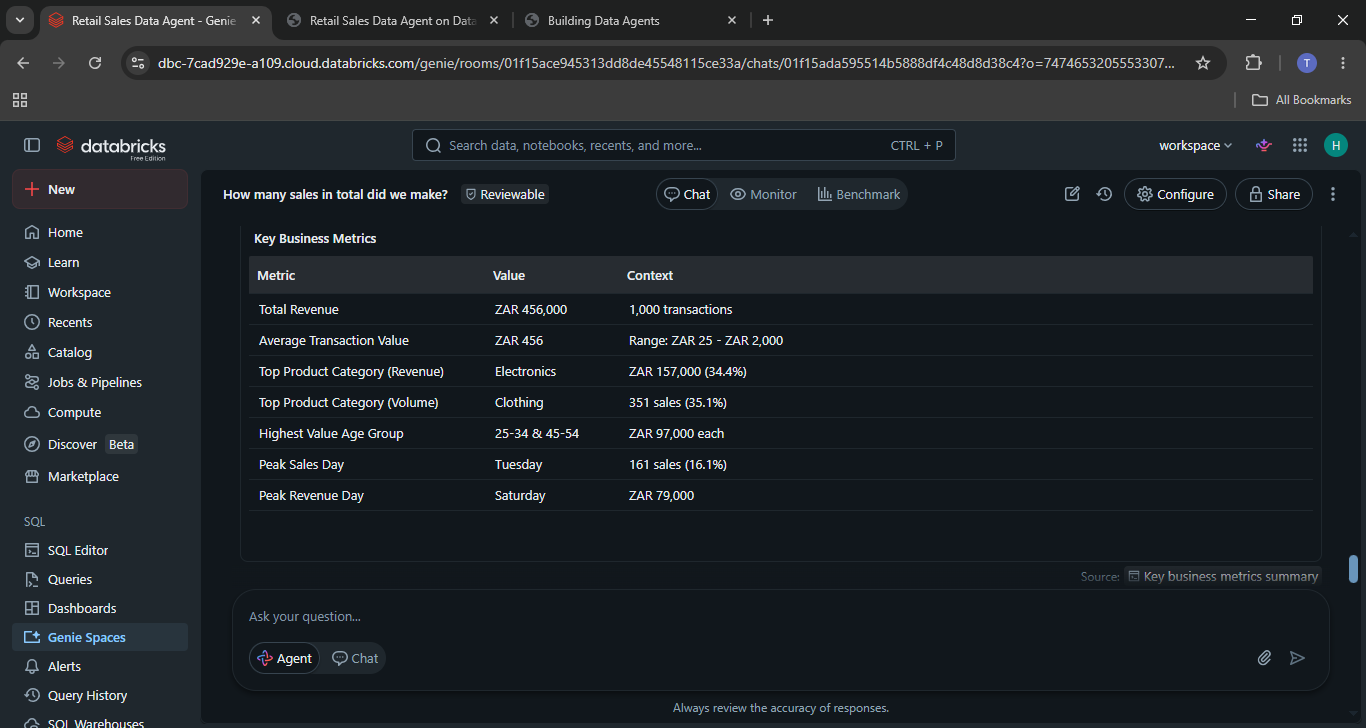 Retail Sales Data Agent - Genie
Retail Sales Data Agent on Data
Building Data Agents
dbc-7cad929e-a109.cloud.databricks.com/genie/rooms/01f15ace945313dd8de45548115ce33a/chats/01f15ada595514b5888df4c48d8d38c4?o=7474653205553307...
T
All Bookmarks
databricks
Free Edition
Search data, notebooks, recents, and more...
CTRL + P
workspace
H
New
Home
Learn
Workspace
Recents
Catalog
Jobs & Pipelines
Compute
Discover Beta
Marketplace
SQL
SQL Editor
Queries
Dashboards
Genie Spaces
Alerts
Query History
SQL Warehouses
How many sales in total did we make? Reviewable
Chat Monitor Benchmark
Configure Share
Key Business Metrics
Metric Value Context
Total Revenue ZAR 456,000 1,000 transactions
Average Transaction Value ZAR 456 Range: ZAR 25 - ZAR 2,000
Top Product Category (Revenue) Electronics ZAR 157,000 (34.4%)
Top Product Category (Volume) Clothing 351 sales (35.1%)
Highest Value Age Group 25-34 & 45-54 ZAR 97,000 each
Peak Sales Day Tuesday 161 sales (16.1%)
Peak Revenue Day Saturday ZAR 79,000
Source: Key business metrics summary
Ask your question...
Agent Chat
Always review the accuracy of responses.